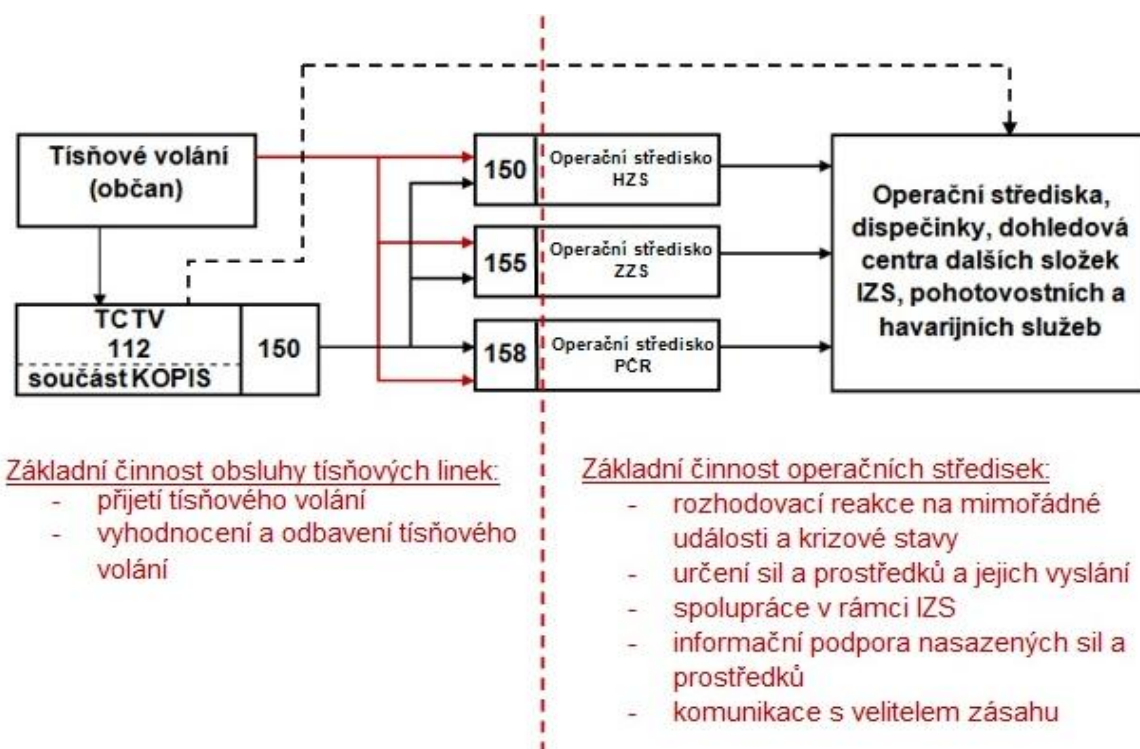 Tísňové volání
(občan)
TCTV
112
součást KOPIS
150
150
Operační středisko
HZS
155
Operační středisko
ZZS
158
Operační středisko
PČR
Operační střediska,
dispečinky, dohledová
centra dalších složek
IZS, pohotovostních a
havarijních služeb
Základní činnost obsluhy tísňových linek:
- přijetí tísňového volání
- vyhodnocení a odbavení tísňového
volání
Základní činnost operačních středisek:
- rozhodovací reakce na mimořádné
události a krizové stavy
- určení sil a prostředků a jejich vyslání
- spolupráce v rámci IZS
- informační podpora nasazených sil a
prostředků
- komunikace s velitelem zásahu